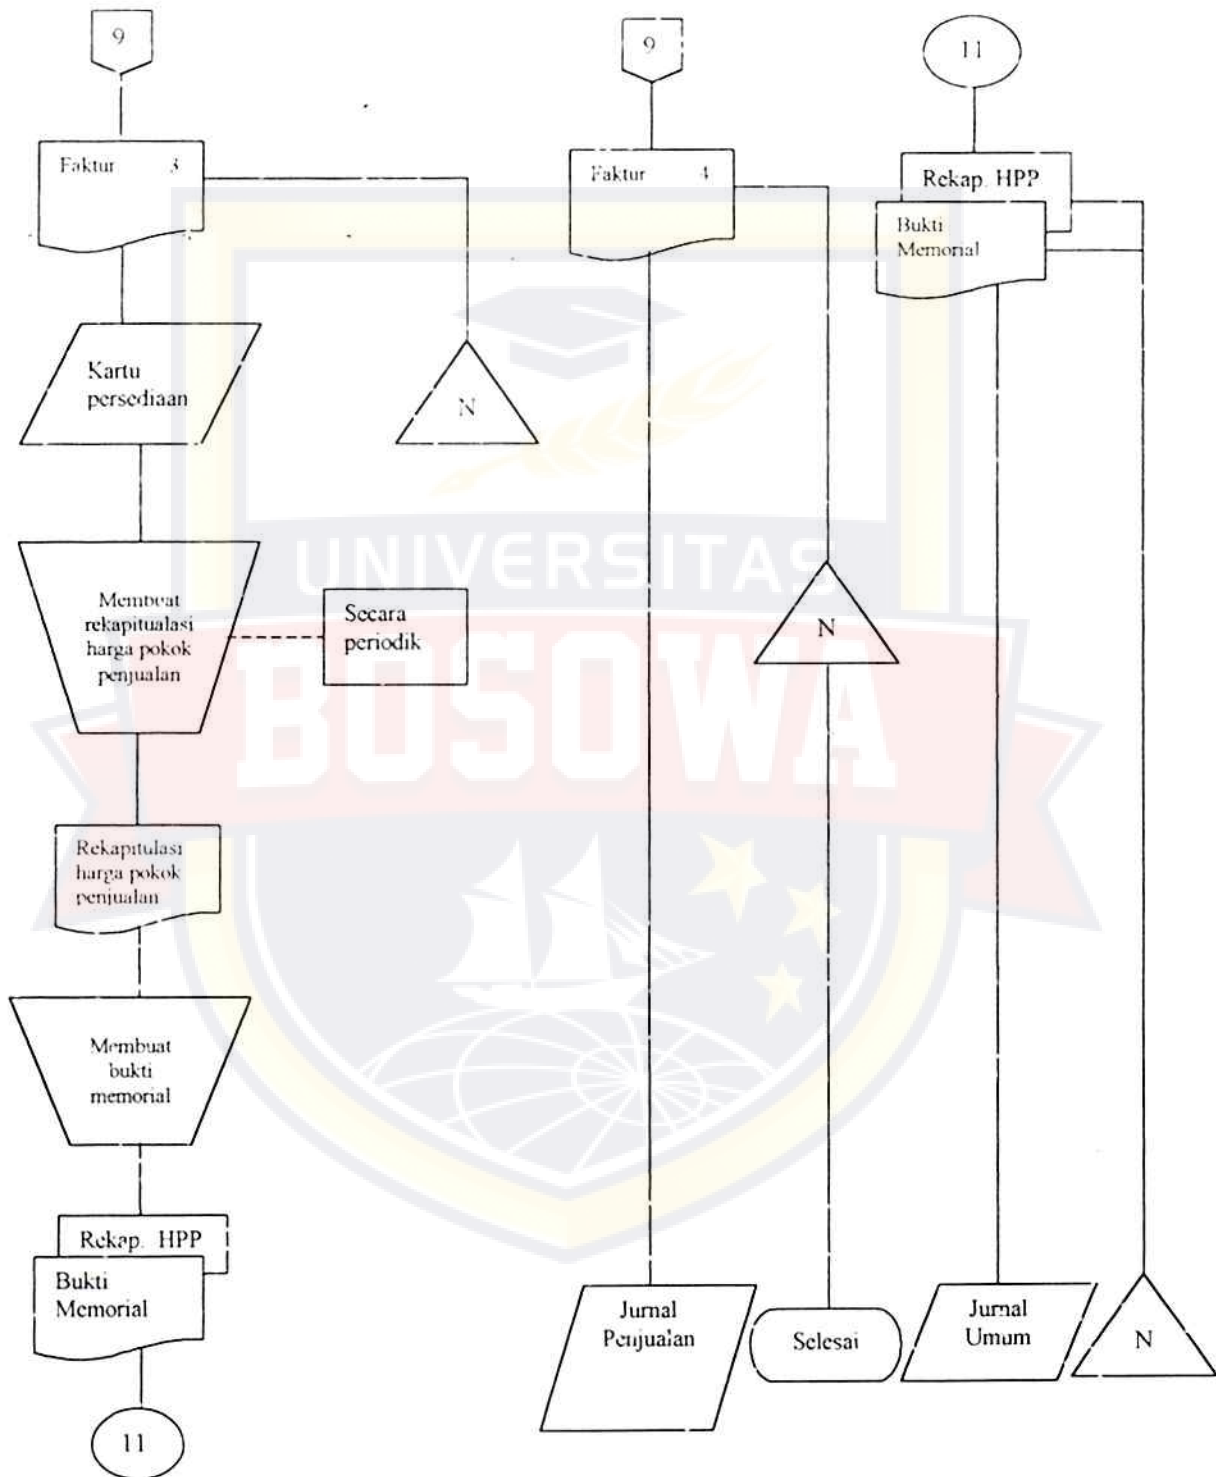 9
Faktur 3
Kartu
persediaan
N
Membuat
rekapitualasi
harga pokok
penjualan
Secara
periodik
Rekapitulasi
harga pokok
penjualan
Membuat
bukti
memorial
Rekap. HPP
Bukti
Memorial
11
9
Faktur 4
N
Jurnal
Penjualan
Selesai
11
Rekap. HPP
Bukti
Memorial
Jurnal
Umum
N
UNIVERSITAS
BOSOWA